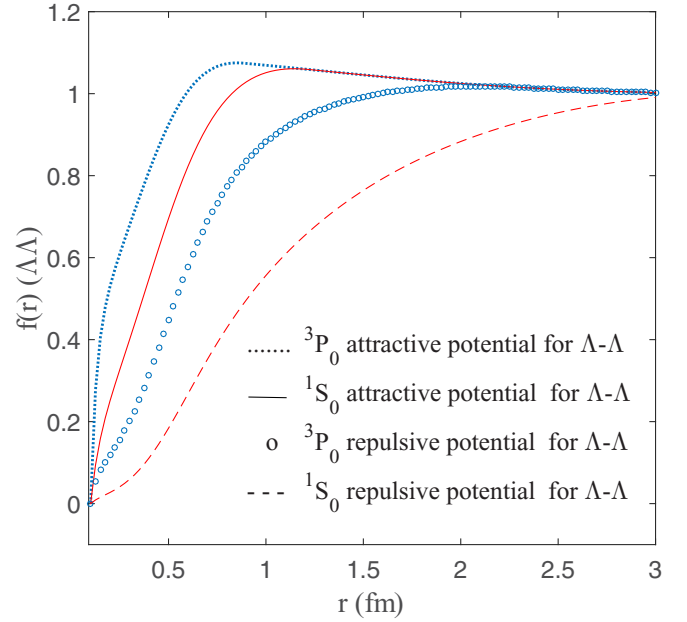 1.2
1
0.8
0.6
0.4
0.2
0
f(r) (ΛΛ)
³P₀ attractive potential for Λ-Λ
¹S₀ attractive potential for Λ-Λ
³P₀ repulsive potential for Λ-Λ
¹S₀ repulsive potential for Λ-Λ
0.5 1 1.5 2 2.5 3
r (fm)